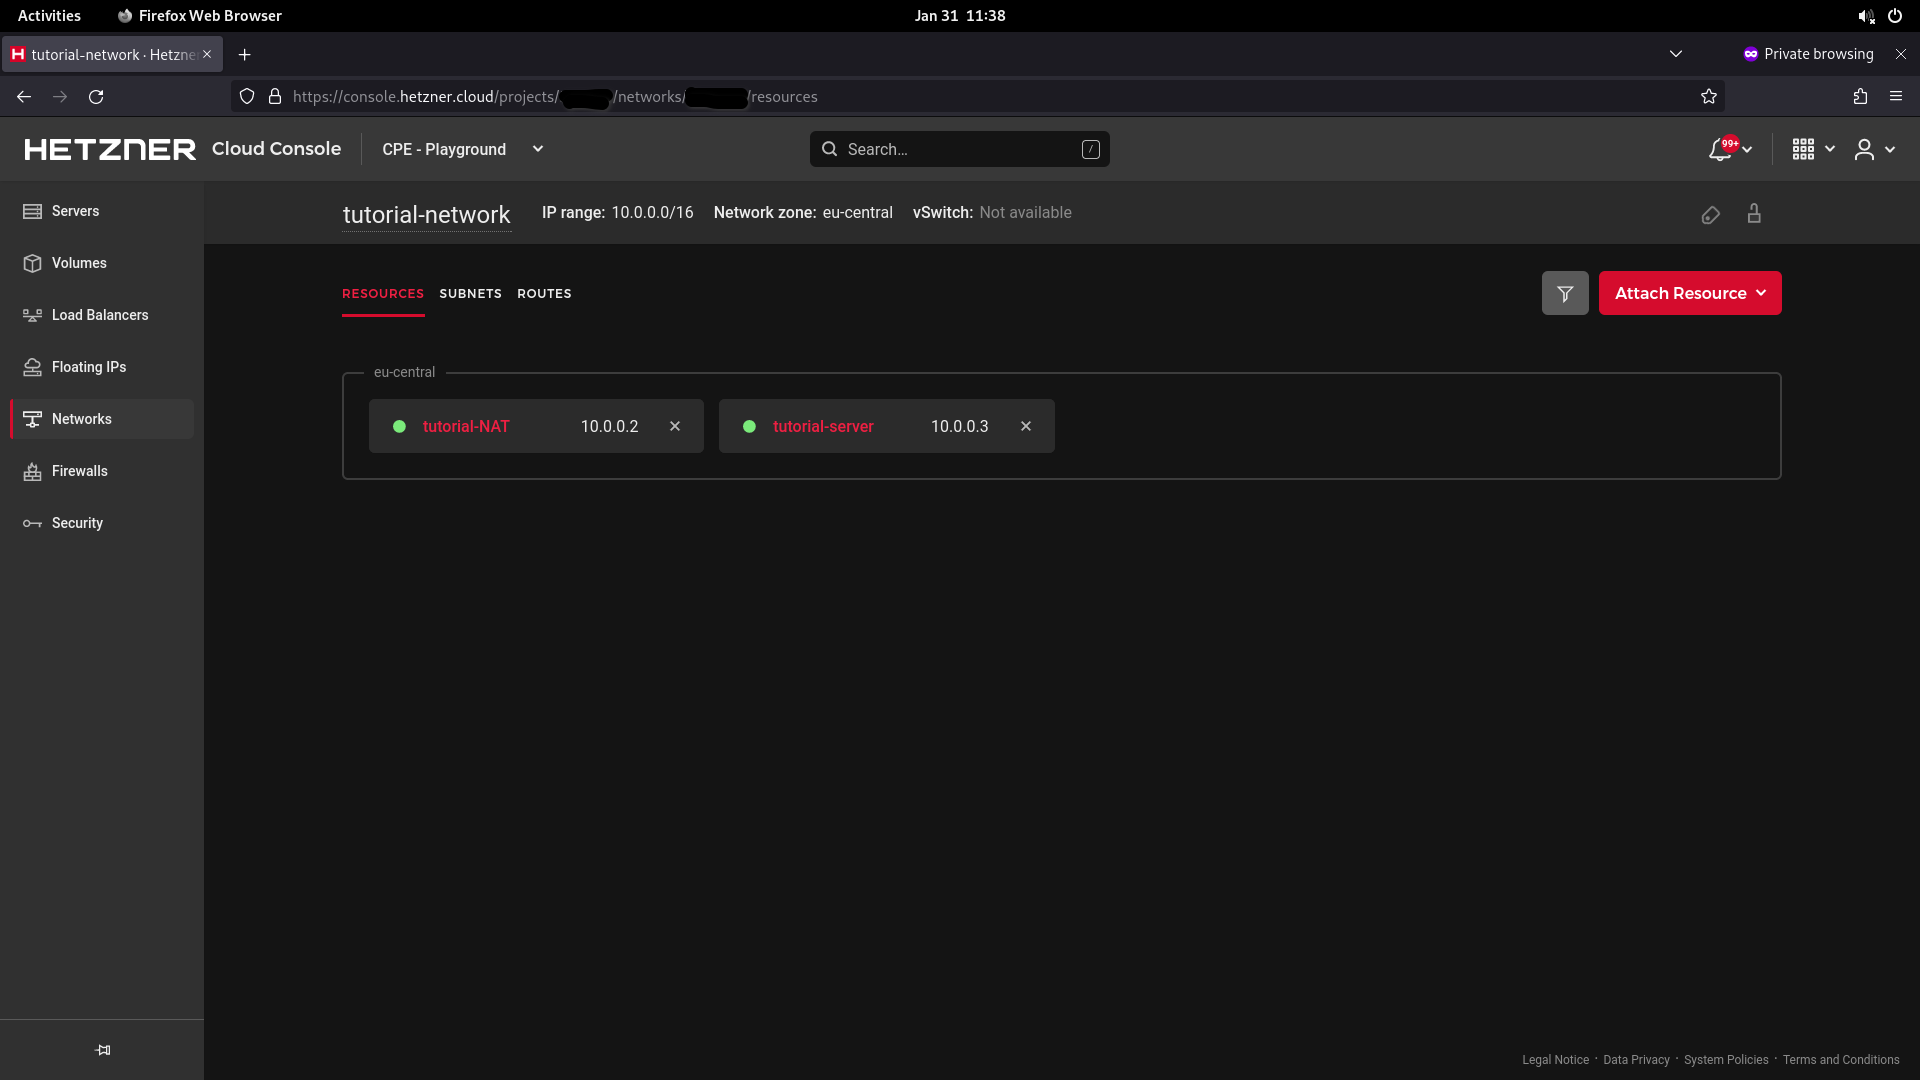 Activities Firefox Web Browser Jan 31 11:38
tutorial-network · Hetzne Private browsing
https://console.hetzner.cloud/projects/ /networks/ /resources
HETZNER Cloud Console CPE - Playground Search... / 99+
Servers
Volumes
Load Balancers
Floating IPs
Networks
Firewalls
Security
tutorial-network IP range: 10.0.0.0/16 Network zone: eu-central vSwitch: Not available
RESOURCES SUBNETS ROUTES Attach Resource
eu-central
tutorial-NAT 10.0.0.2 tutorial-server 10.0.0.3
Legal Notice · Data Privacy · System Policies · Terms and Conditions